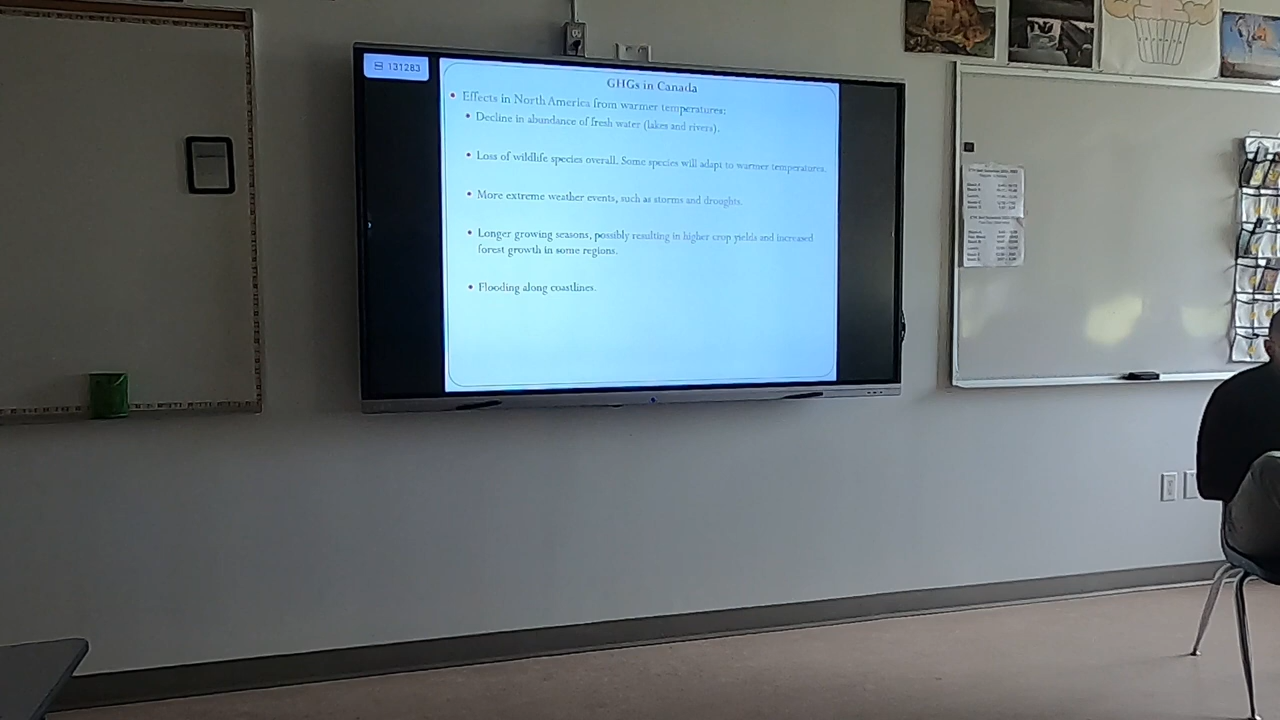 131283
GHGs in Canada
• Effects in North America from warmer temperatures:
• Decline in abundance of fresh water (lakes and rivers).
• Loss of wildlife species overall. Some species will adapt to warmer temperatures.
• More extreme weather events, such as storms and droughts.
• Longer growing seasons, possibly resulting in higher crop yields and increased
forest growth in some regions.
• Flooding along coastlines.